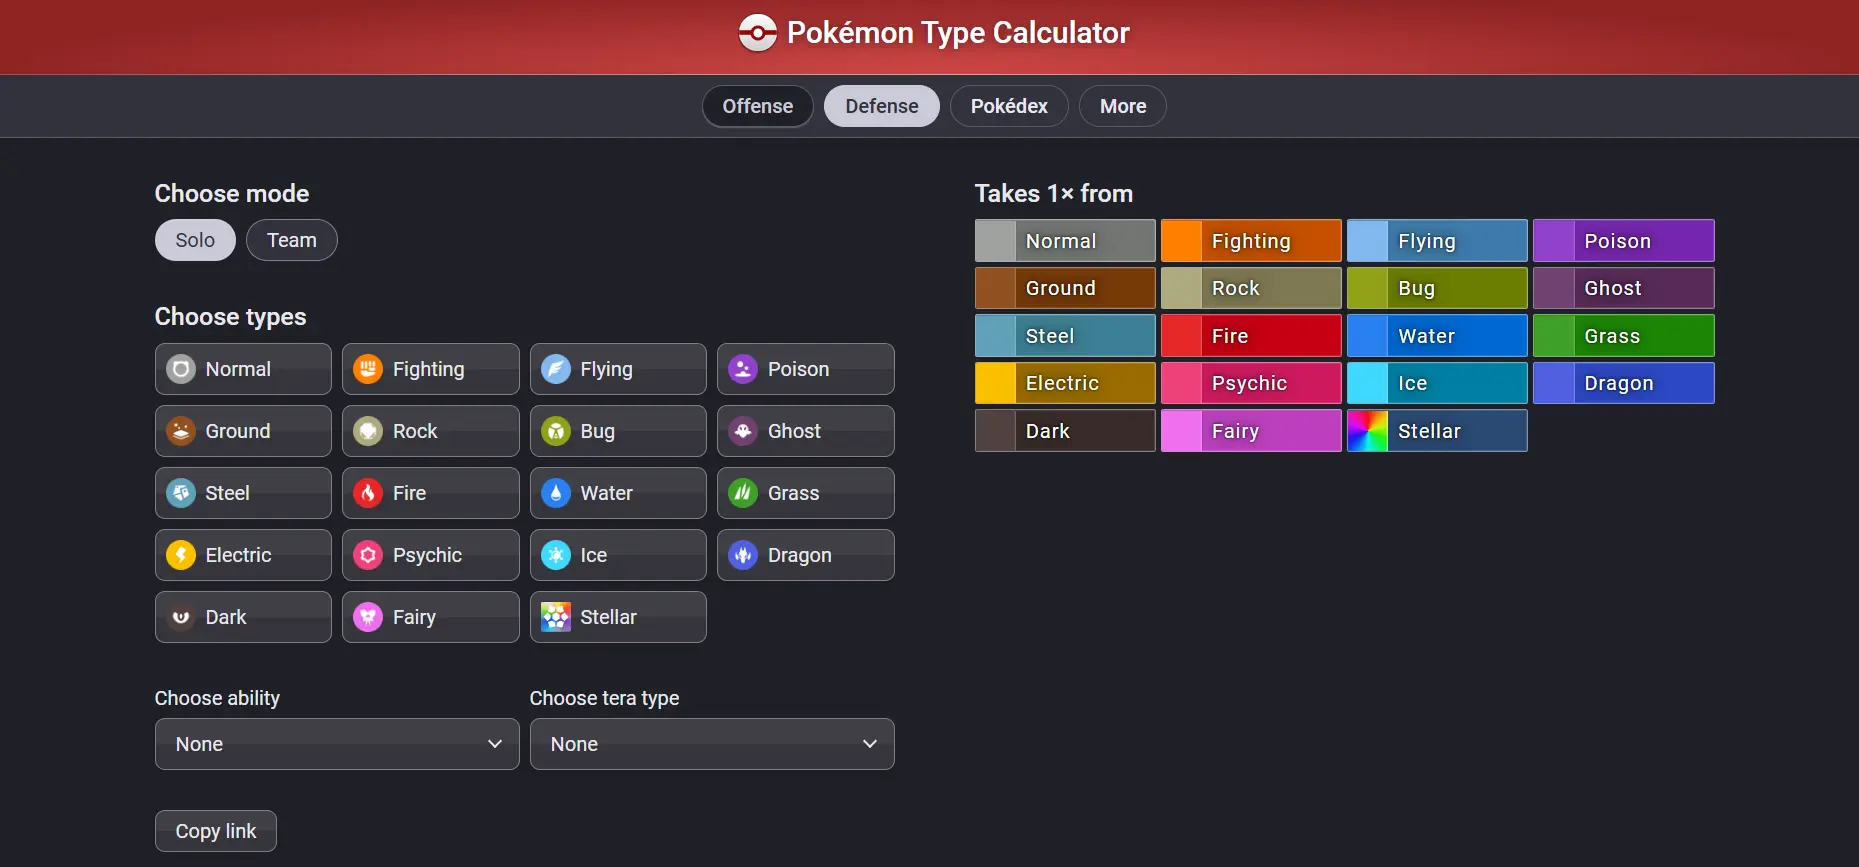 Pokémon Type Calculator
Offense Defense Pokédex More
Choose mode
Solo Team
Choose types
Normal Fighting Flying Poison
Ground Rock Bug Ghost
Steel Fire Water Grass
Electric Psychic Ice Dragon
Dark Fairy Stellar
Choose ability Choose tera type
None None
Copy link
Takes 1× from
Normal Fighting Flying Poison
Ground Rock Bug Ghost
Steel Fire Water Grass
Electric Psychic Ice Dragon
Dark Fairy Stellar